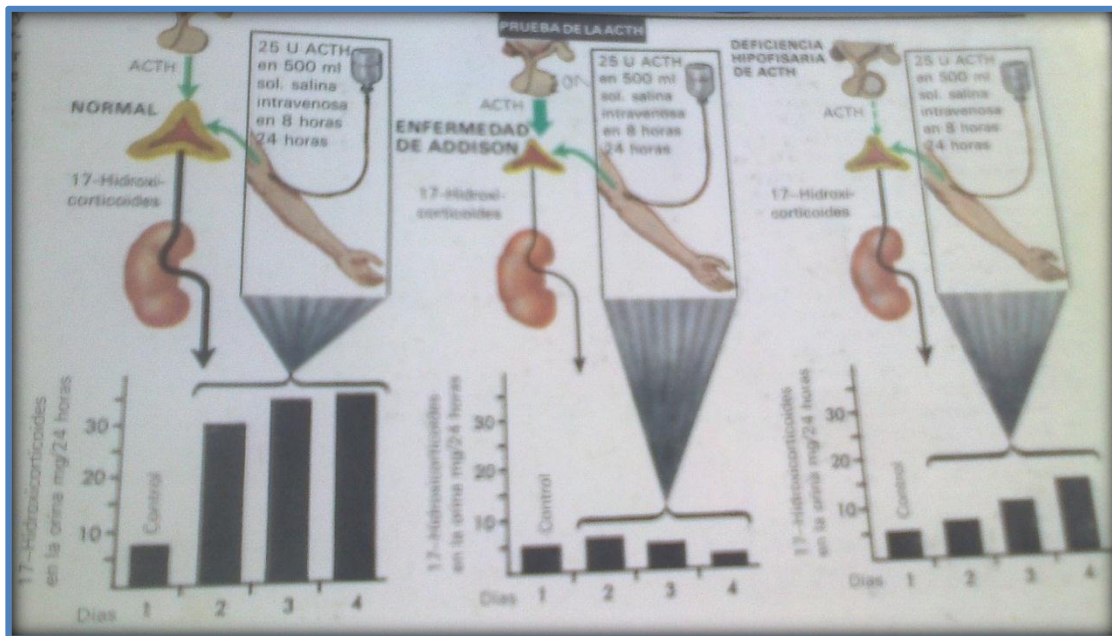 PRUEBA DE LA ACTH
ACTH
NORMAL
17-Hidroxi-
corticoides
25 U ACTH
en 500 ml
sol. salina
intravenosa
en 8 horas
24 horas
17-Hidroxicorticoides
en la orina mg/24 horas
30
20
10
Control
Días
1
2
3
4
ACTH
ENFERMEDAD
DE ADDISON
17-Hidroxi-
corticoides
25 U ACTH
en 500 ml
sol. salina
intravenosa
en 8 horas
24 horas
17-Hidroxicorticoides
en la orina mg/24 horas
30
20
10
Control
Días
1
2
3
4
DEFICIENCIA
HIPOFISARIA
DE ACTH
ACTH
17-Hidroxi-
corticoides
25 U ACTH
en 500 ml
sol. salina
intravenosa
en 8 horas
24 horas
17-Hidroxicorticoides
en la orina mg/24 horas
30
20
10
Control
Días
1
2
3
4